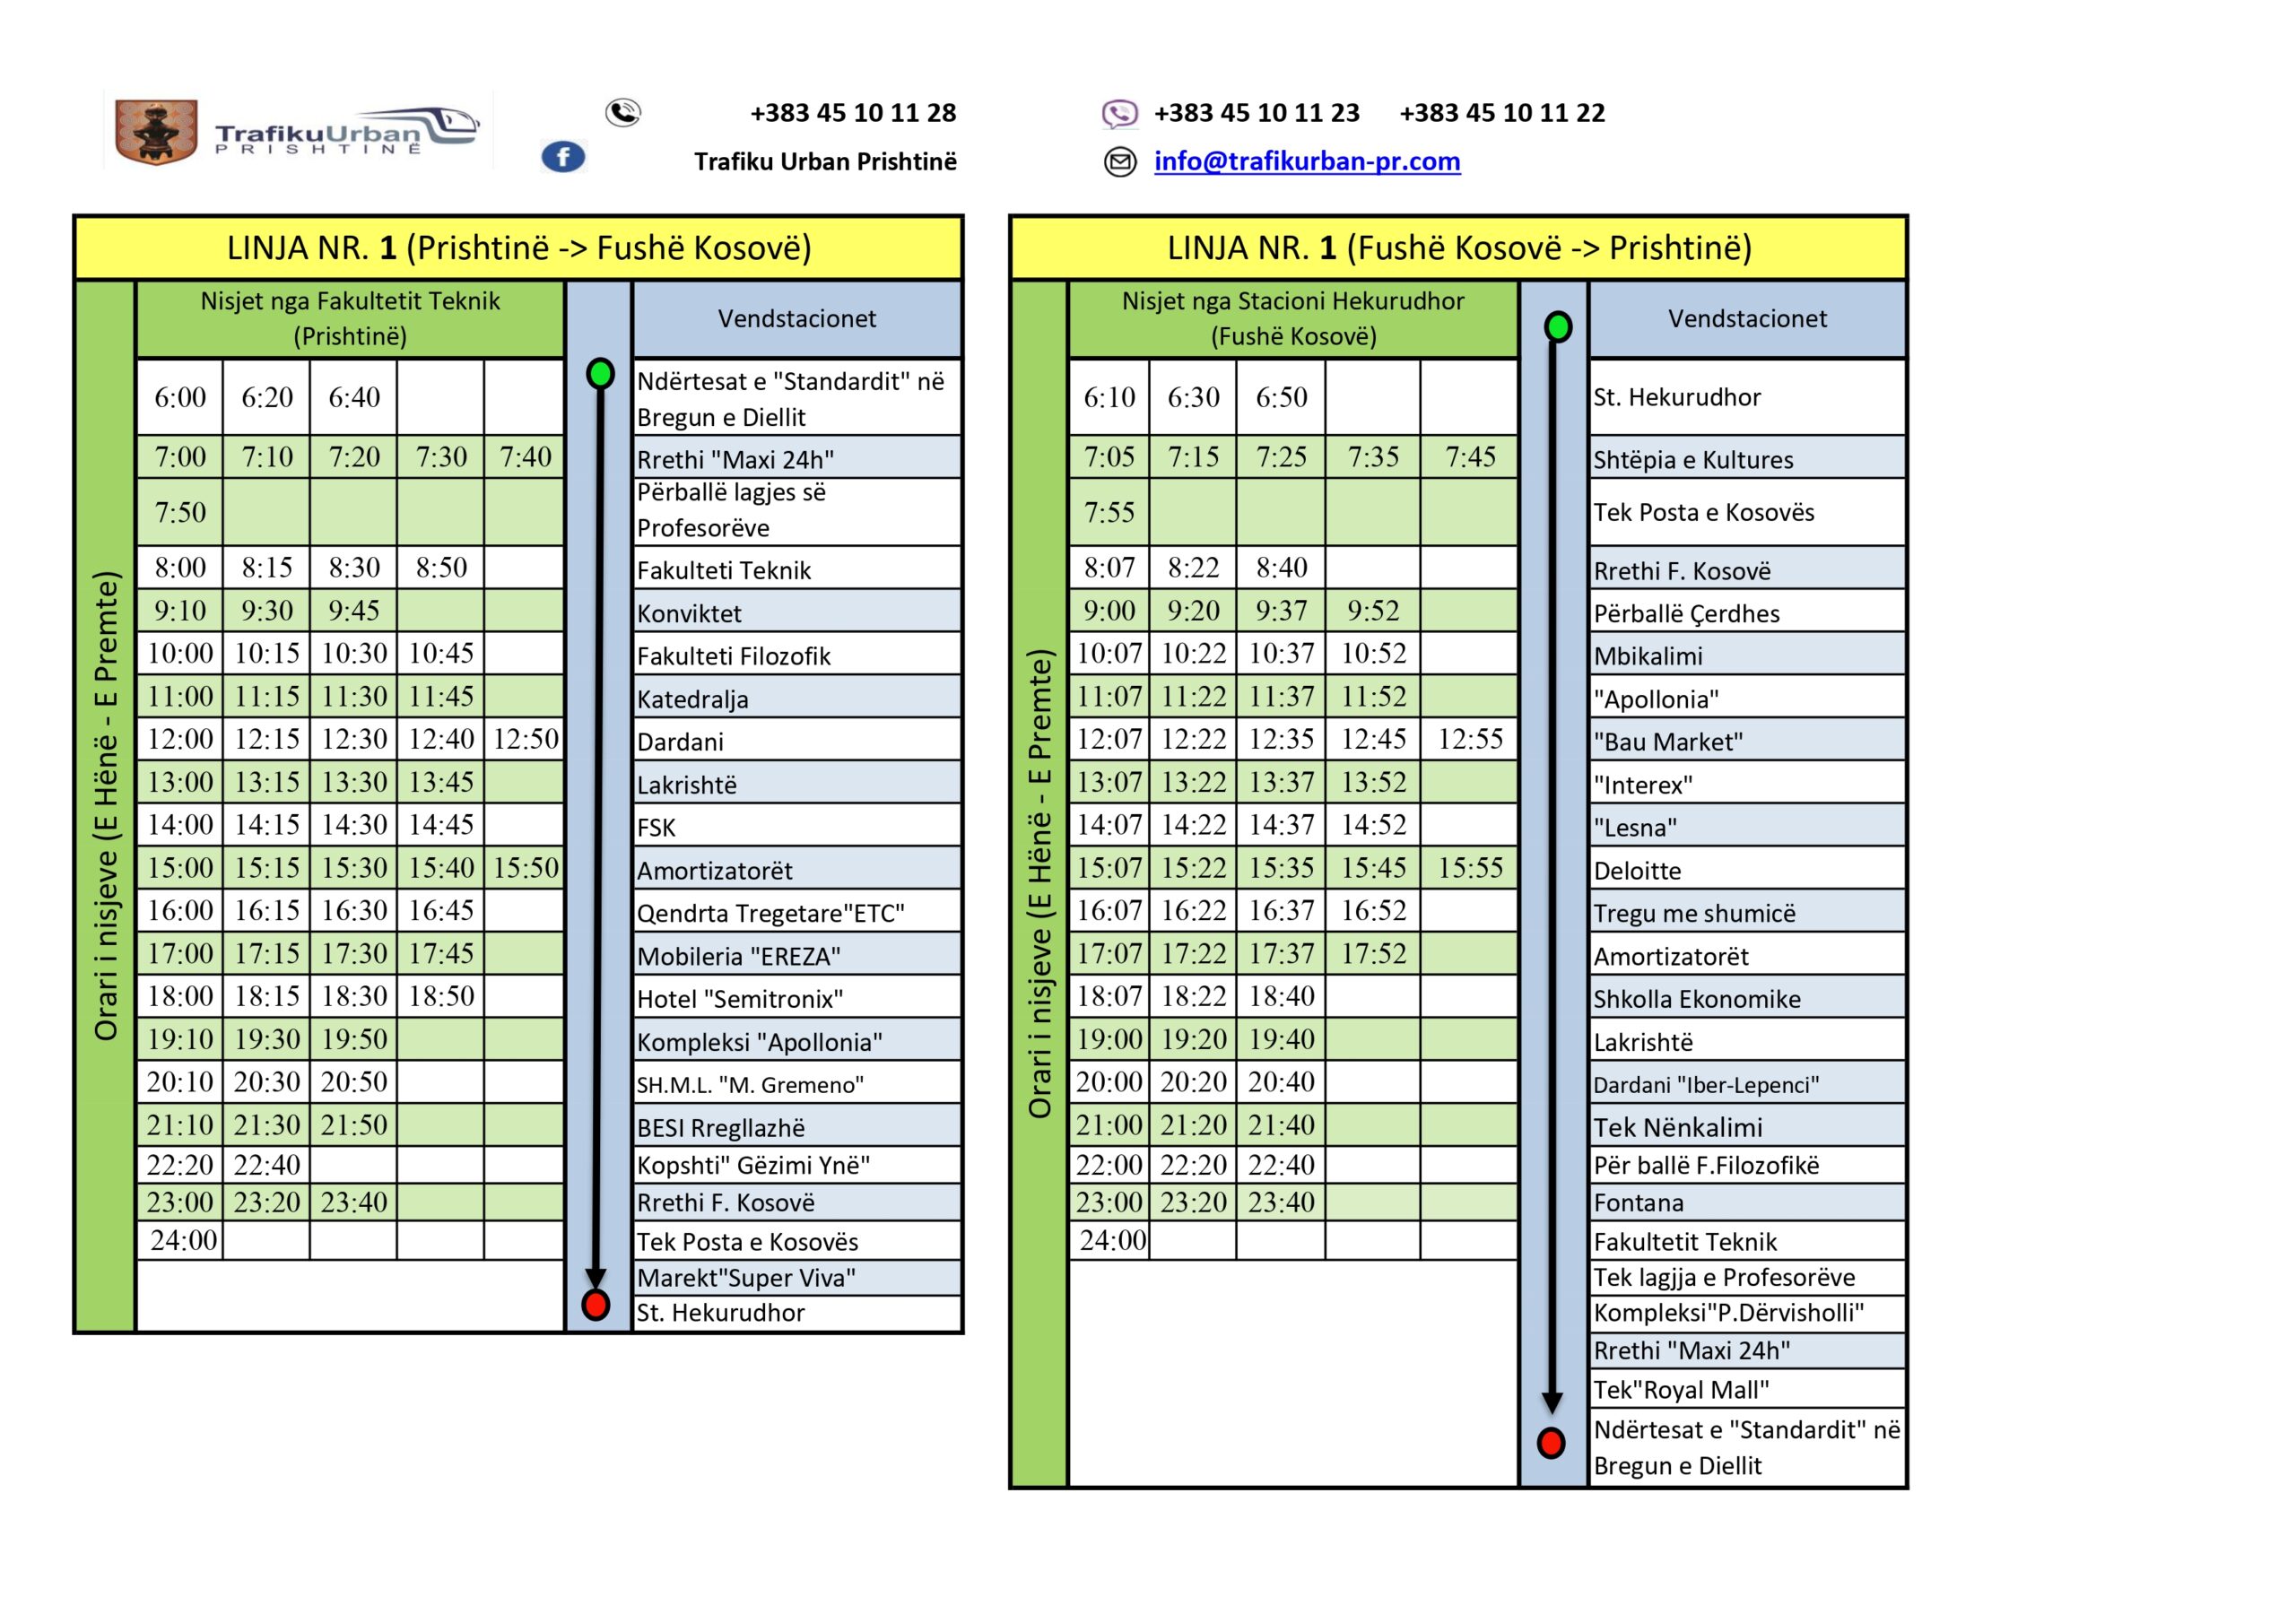 TrafikuUrban
PRISHTINË
+383 45 10 11 28
Trafiku Urban Prishtinë
+383 45 10 11 23 +383 45 10 11 22
info@trafikurban-pr.com
LINJA NR. 1 (Prishtinë -> Fushë Kosovë)
Orari i nisjeve (E Hënë - E Premte)
Nisjet nga Fakultetit Teknik
(Prishtinë)
Vendstacionet
6:00 6:20 6:40
Ndërtesat e "Standardit" në
Bregun e Diellit
7:00 7:10 7:20 7:30 7:40 Rrethi "Maxi 24h"
7:50
Përballë lagjes së
Profesorëve
8:00 8:15 8:30 8:50 Fakulteti Teknik
9:10 9:30 9:45 Konviktet
10:00 10:15 10:30 10:45 Fakulteti Filozofik
11:00 11:15 11:30 11:45 Katedralja
12:00 12:15 12:30 12:40 12:50 Dardani
13:00 13:15 13:30 13:45 Lakrishtë
14:00 14:15 14:30 14:45 FSK
15:00 15:15 15:30 15:40 15:50 Amortizatorët
16:00 16:15 16:30 16:45 Qendrta Tregetare"ETC"
17:00 17:15 17:30 17:45 Mobileria "EREZA"
18:00 18:15 18:30 18:50 Hotel "Semitronix"
19:10 19:30 19:50 Kompleksi "Apollonia"
20:10 20:30 20:50 SH.M.L. "M. Gremeno"
21:10 21:30 21:50 BESI Rregllazhë
22:20 22:40 Kopshti" Gëzimi Ynë"
23:00 23:20 23:40 Rrethi F. Kosovë
24:00 Tek Posta e Kosovës
Marekt"Super Viva"
St. Hekurudhor
LINJA NR. 1 (Fushë Kosovë -> Prishtinë)
Orari i nisjeve (E Hënë - E Premte)
Nisjet nga Stacioni Hekurudhor
(Fushë Kosovë)
Vendstacionet
6:10 6:30 6:50 St. Hekurudhor
7:05 7:15 7:25 7:35 7:45 Shtëpia e Kultures
7:55 Tek Posta e Kosovës
8:07 8:22 8:40 Rrethi F. Kosovë
9:00 9:20 9:37 9:52 Përballë Çerdhes
10:07 10:22 10:37 10:52 Mbikalimi
11:07 11:22 11:37 11:52 "Apollonia"
12:07 12:22 12:35 12:45 12:55 "Bau Market"
13:07 13:22 13:37 13:52 "Interex"
14:07 14:22 14:37 14:52 "Lesna"
15:07 15:22 15:35 15:45 15:55 Deloitte
16:07 16:22 16:37 16:52 Tregu me shumicë
17:07 17:22 17:37 17:52 Amortizatorët
18:07 18:22 18:40 Shkolla Ekonomike
19:00 19:20 19:40 Lakrishtë
20:00 20:20 20:40 Dardani "Iber-Lepenci"
21:00 21:20 21:40 Tek Nënkalimi
22:00 22:20 22:40 Për ballë F.Filozofikë
23:00 23:20 23:40 Fontana
24:00 Fakultetit Teknik
Tek lagjja e Profesorëve
Kompleksi"P.Dërvisholli"
Rrethi "Maxi 24h"
Tek"Royal Mall"
Ndërtesat e "Standardit" në
Bregun e Diellit